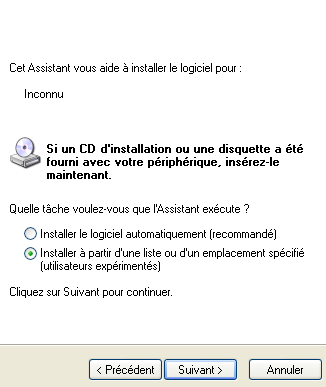 Cet Assistant vous aide à installer le logiciel pour :
Inconnu
Si un CD d'installation ou une disquette a été
fourni avec votre périphérique, insérez-le
maintenant.
Quelle tâche voulez-vous que l'Assistant exécute ?
Installer le logiciel automatiquement (recommandé)
Installer à partir d'une liste ou d'un emplacement spécifié
(utilisateurs expérimentés)
Cliquez sur Suivant pour continuer.
< Précédent
Suivant >
Annuler